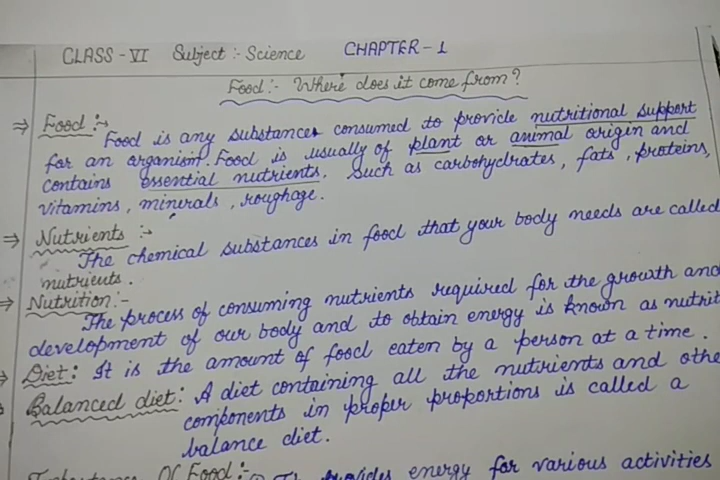 CLASS - VI Subject :- Science CHAPTER - 1
Food :- Where does it come from?
⇒ Food :-
Food is any substances consumed to provide nutritional support
for an organism. Food is usually of plant or animal origin and
contains essential nutrients. Such as carbohydrates, fats, proteins,
vitamins, minerals, roughage.
⇒ Nutrients :-
The chemical substances in food that your body needs are called
nutrients.
⇒ Nutrition :-
The process of consuming nutrients required for the growth and
development of our body and to obtain energy is known as nutrit
Diet : It is the amount of food eaten by a person at a time.
Balanced diet : A diet containing all the nutrients and othe
components in proper proportions is called a
balance diet.
Of Food :- provides energy for various activities